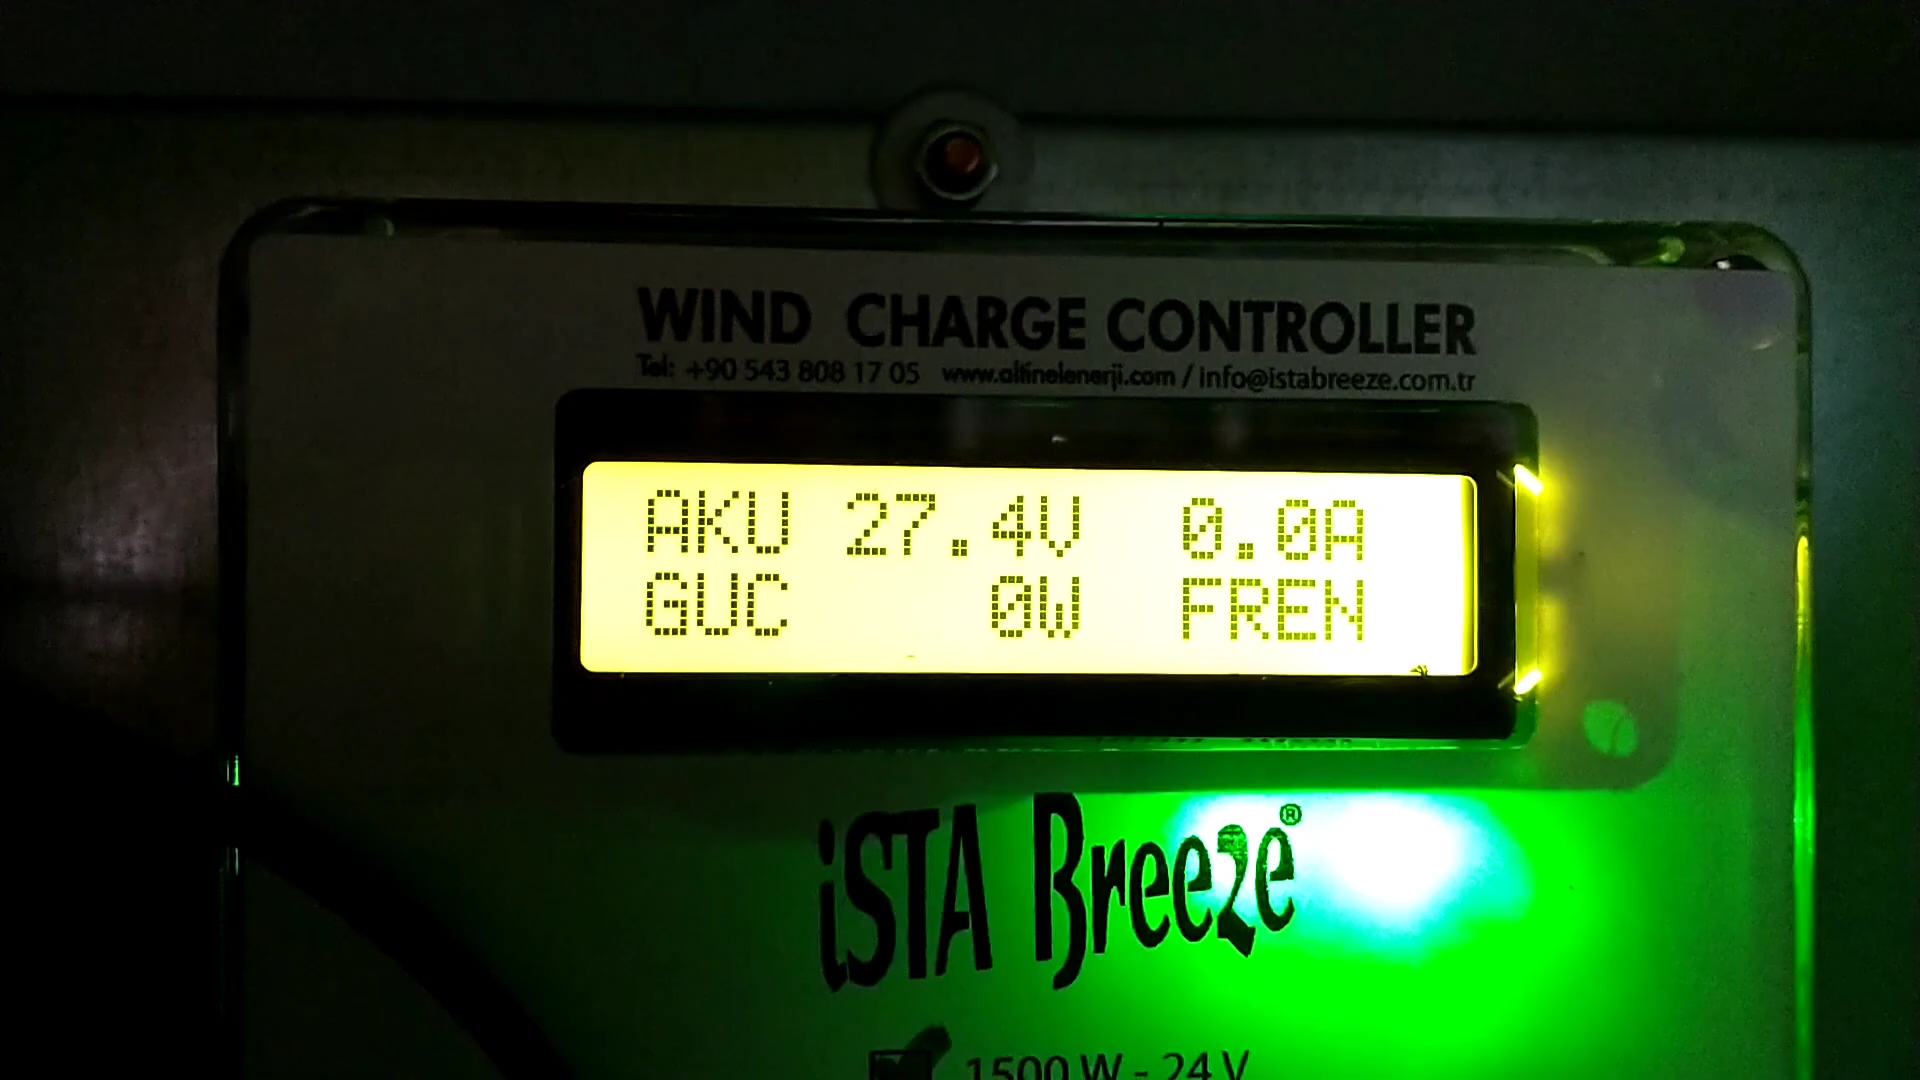 WIND CHARGE CONTROLLER
Tel: +90 543 808 17 05 www.altinelenerji.com / info@istabreeze.com.tr
AKU 27.4V 0.0A
GUC 0W FREN
iSTA Breeze®
1500 W - 24 V